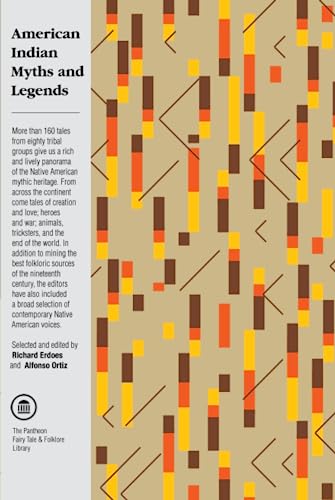 American
Indian
Myths and
Legends
More than 160 tales
from eighty tribal
groups give us a rich
and lively panorama
of the Native American
mythic heritage. From
across the continent
come tales of creation
and love; heroes
and war; animals,
tricksters, and the
end of the world. In
addition to mining the
best folkloric sources
of the nineteenth
century, the editors
have also included
a broad selection of
contemporary Native
American voices.
Selected and edited by
Richard Erdoes
and Alfonso Ortiz
The Pantheon
Fairy Tale & Folklore
Library